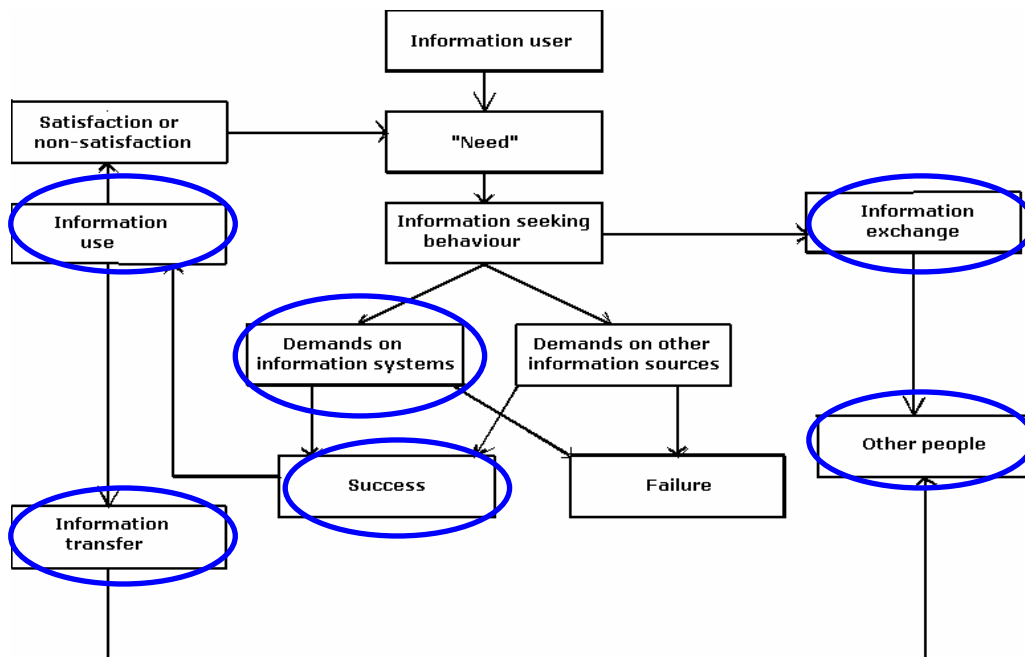 Information user
Satisfaction or
non-satisfaction
"Need"
Information
use
Information seeking
behaviour
Information
exchange
Demands on
information systems
Demands on other
information sources
Other people
Success
Failure
Information
transfer